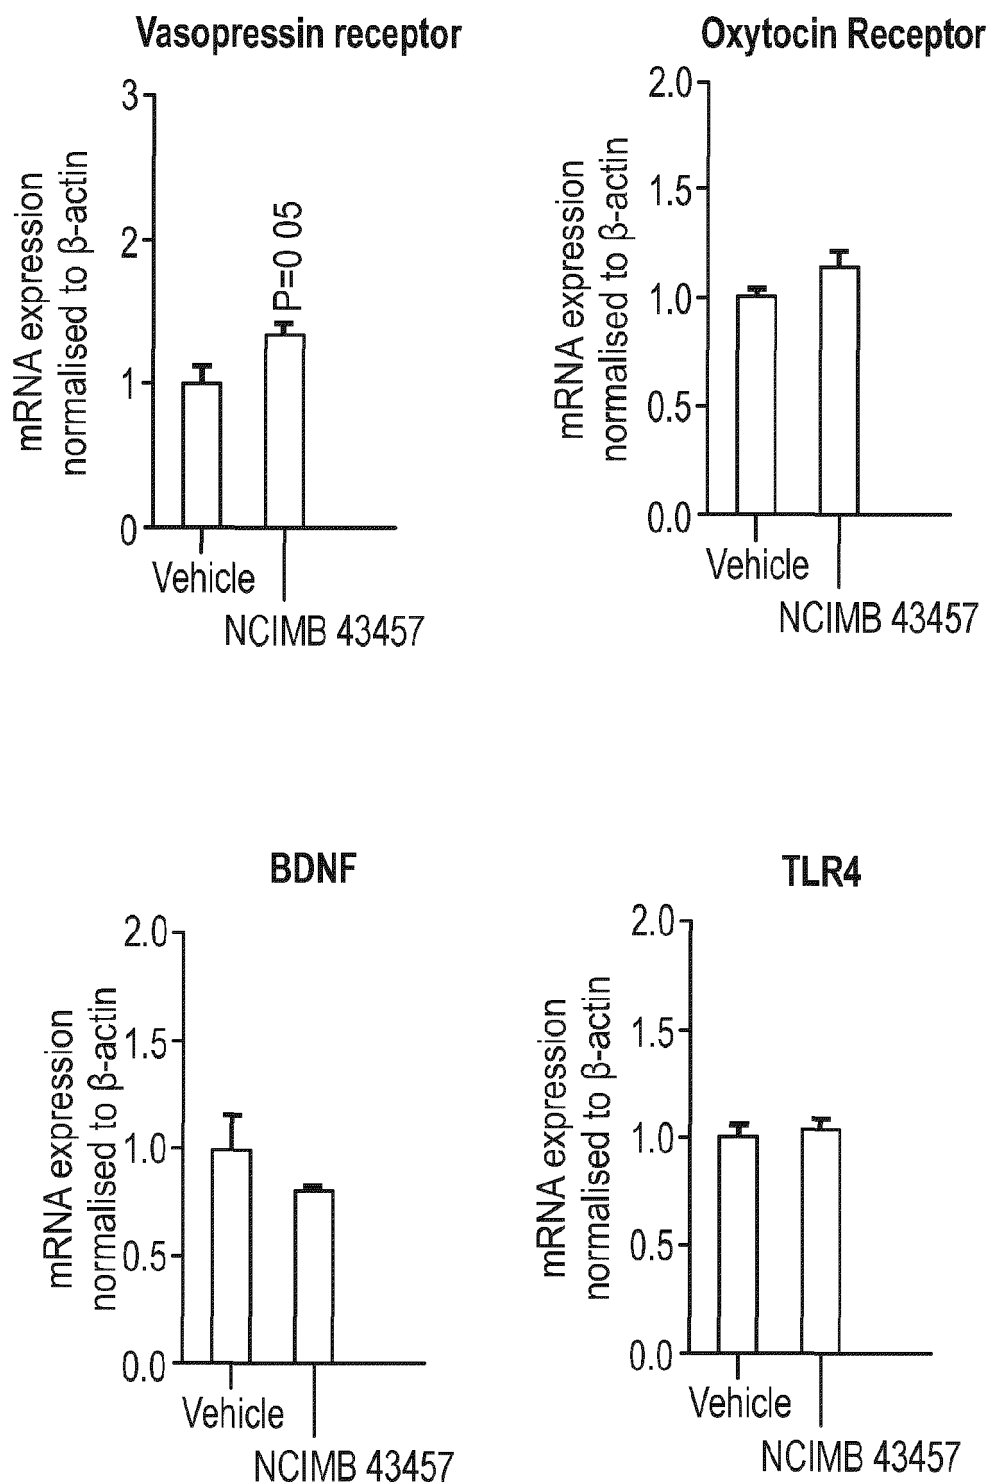 Vasopressin receptor
mRNA expression
normalised to β-actin
3
2
1
0
P=0 05
Vehicle
NCIMB 43457
Oxytocin Receptor
mRNA expression
normalised to β-actin
2.0
1.5
1.0
0.5
0.0
Vehicle
NCIMB 43457
BDNF
mRNA expression
normalised to β-actin
2.0
1.5
1.0
0.5
0.0
Vehicle
NCIMB 43457
TLR4
mRNA expression
normalised to β-actin
2.0
1.5
1.0
0.5
0.0
Vehicle
NCIMB 43457